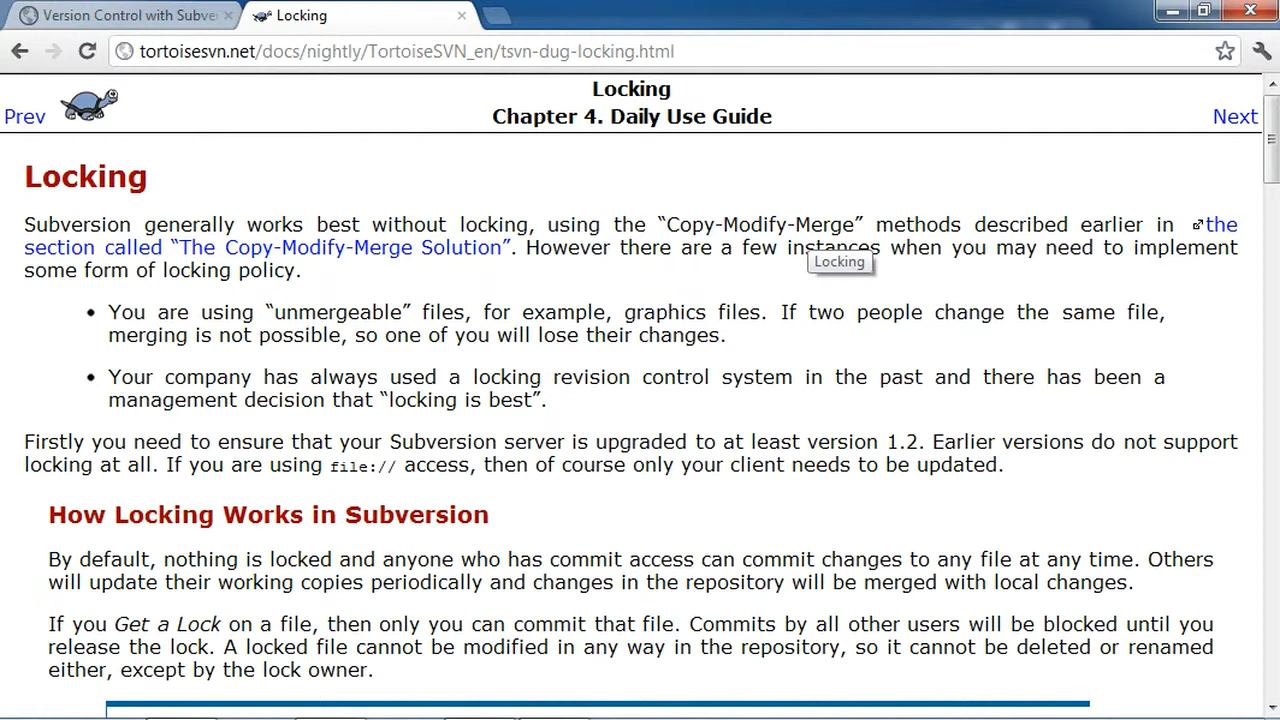 Version Control with Subve
Locking
tortoisesvn.net/docs/nightly/TortoiseSVN_en/tsvn-dug-locking.html
Locking
Prev
Chapter 4. Daily Use Guide
Next
Locking
Subversion generally works best without locking, using the “Copy-Modify-Merge” methods described earlier in the
section called “The Copy-Modify-Merge Solution”. However there are a few instances when you may need to implement
Locking
some form of locking policy.
• You are using “unmergeable” files, for example, graphics files. If two people change the same file,
merging is not possible, so one of you will lose their changes.
• Your company has always used a locking revision control system in the past and there has been a
management decision that “locking is best”.
Firstly you need to ensure that your Subversion server is upgraded to at least version 1.2. Earlier versions do not support
locking at all. If you are using file:// access, then of course only your client needs to be updated.
How Locking Works in Subversion
By default, nothing is locked and anyone who has commit access can commit changes to any file at any time. Others
will update their working copies periodically and changes in the repository will be merged with local changes.
If you Get a Lock on a file, then only you can commit that file. Commits by all other users will be blocked until you
release the lock. A locked file cannot be modified in any way in the repository, so it cannot be deleted or renamed
either, except by the lock owner.